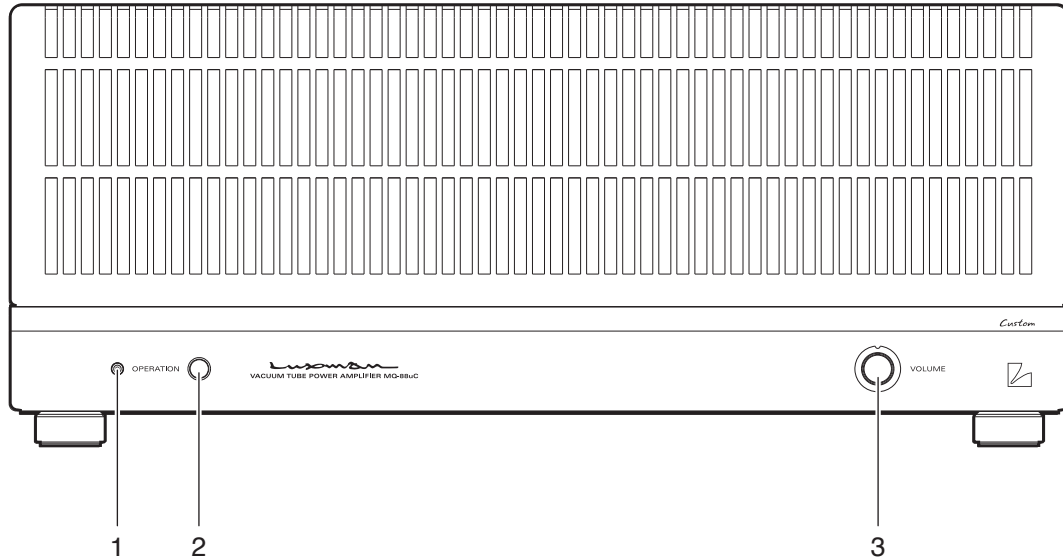 Custom
OPERATION
LUXMAN
VACUUM TUBE POWER AMPLIFIER MQ-88uC
VOLUME
1 2 3